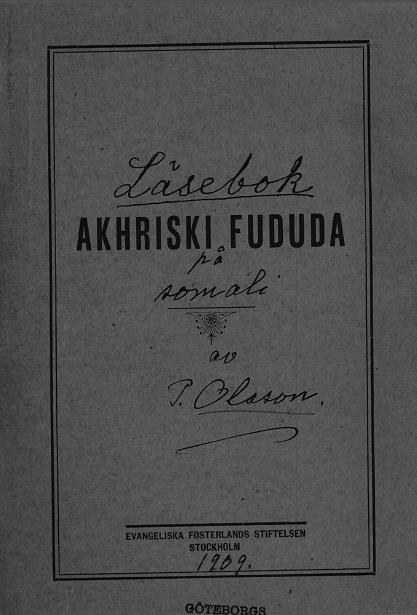 Läsebok
AKHRISKI FUDUDA
på
somali
av
P. Olsson.
EVANGELISKA FOSTERLANDS STIFTELSEN
STOCKHOLM
1909.
GÖTEBORGS